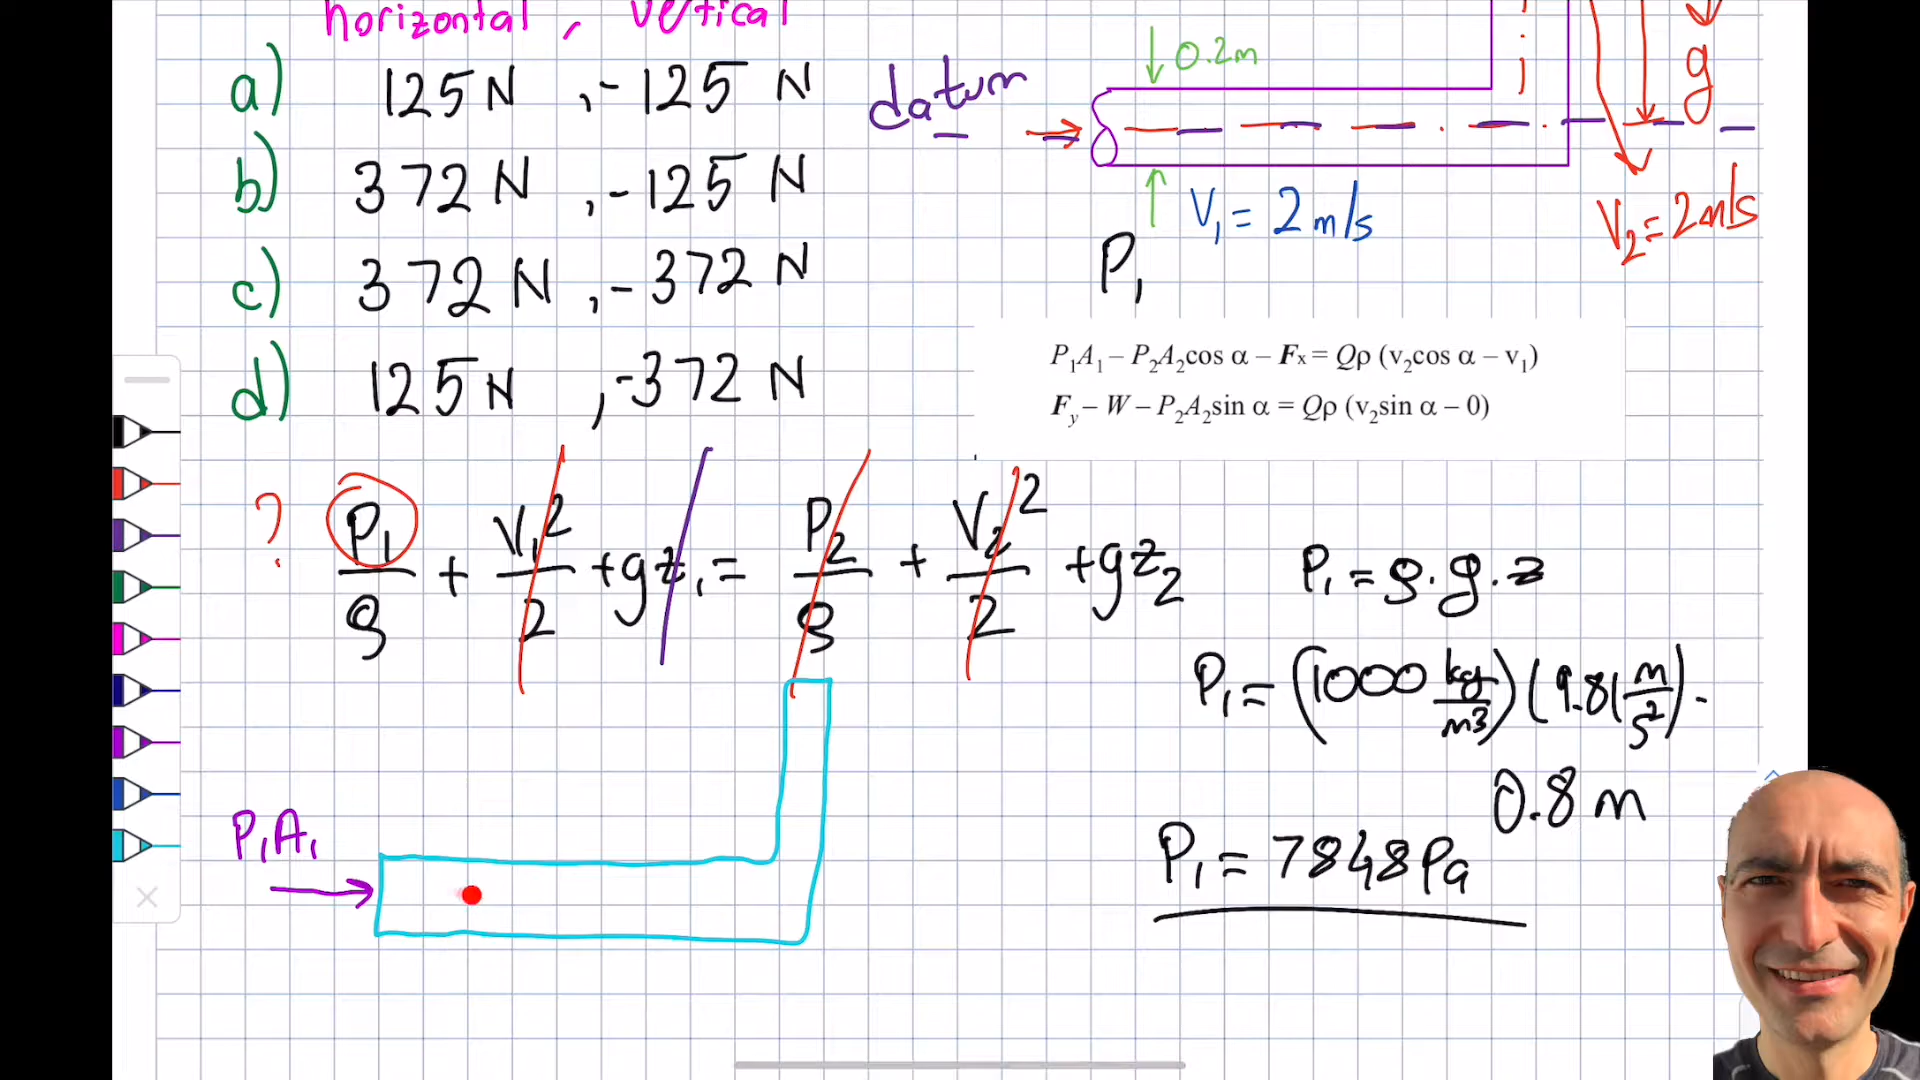 horizontal, vertical
a) 125 N , -125 N
b) 372 N , -125 N
c) 372 N , -372 N
d) 125 N , -372 N
datum
0.2m
g
V₁ = 2 m/s
V₂ = 2 m/s
P₁
P₁A₁ – P₂A₂cos α – Fx = Qρ (v₂cos α – v₁)
Fy – W – P₂A₂sin α = Qρ (v₂sin α – 0)
? P₁/ρ + V₁²/2 + gz₁ = P₂/ρ + V₂²/2 + gz₂
P₁ = ρ.g.z
P₁ = (1000 kg/m³) (9.81 m/s²).
0.8 m
P₁ = 7848 Pa
P₁A₁